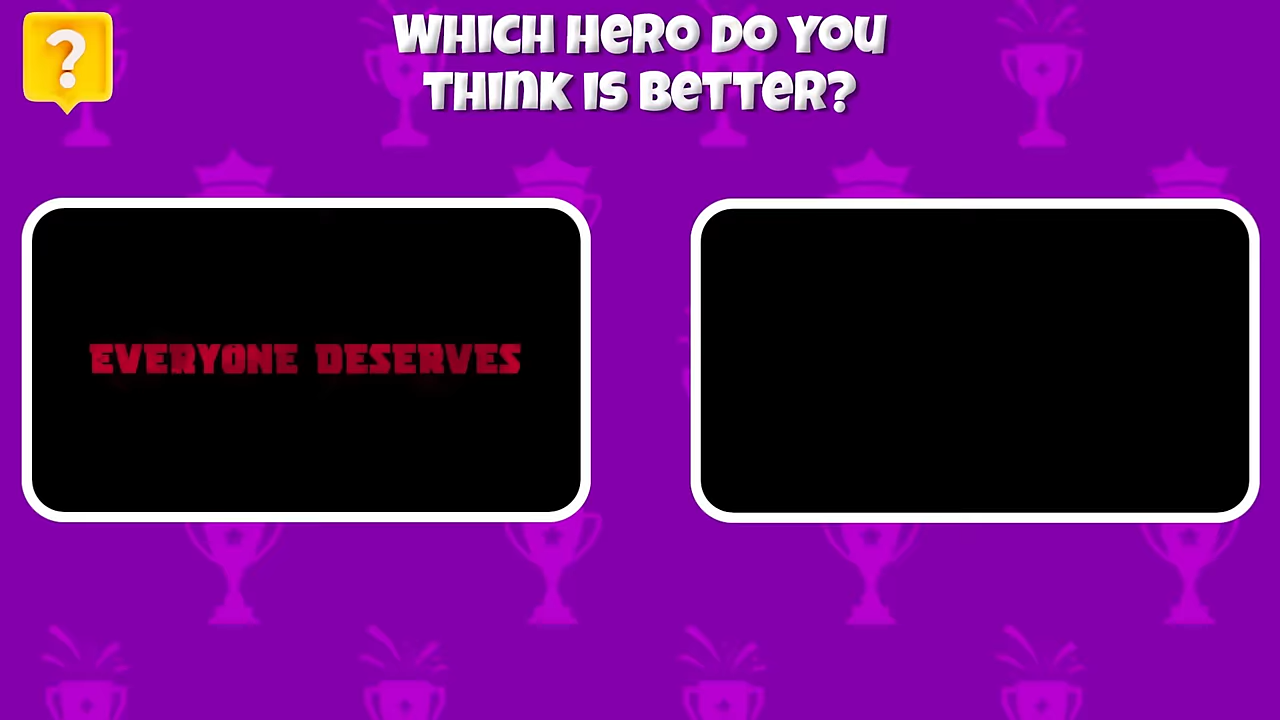 ?
WHICH HERO DO YOU
THINK IS BETTER?
EVERYONE DESERVES